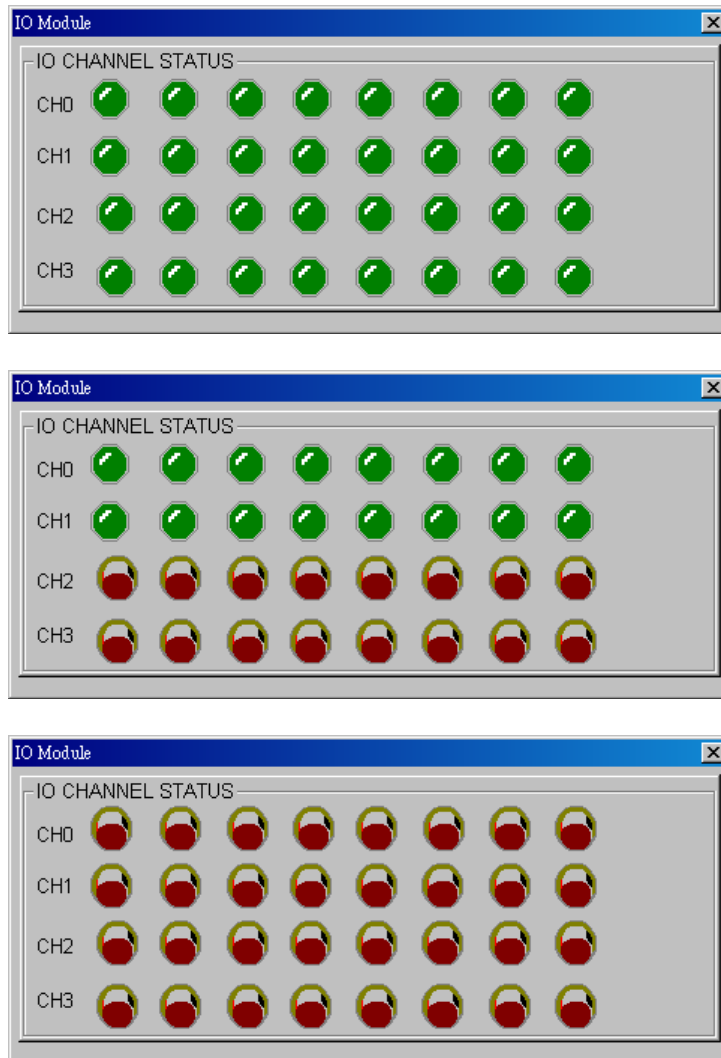 IO Module
IO CHANNEL STATUS
CH0
CH1
CH2
CH3
IO Module
IO CHANNEL STATUS
CH0
CH1
CH2
CH3
IO Module
IO CHANNEL STATUS
CH0
CH1
CH2
CH3